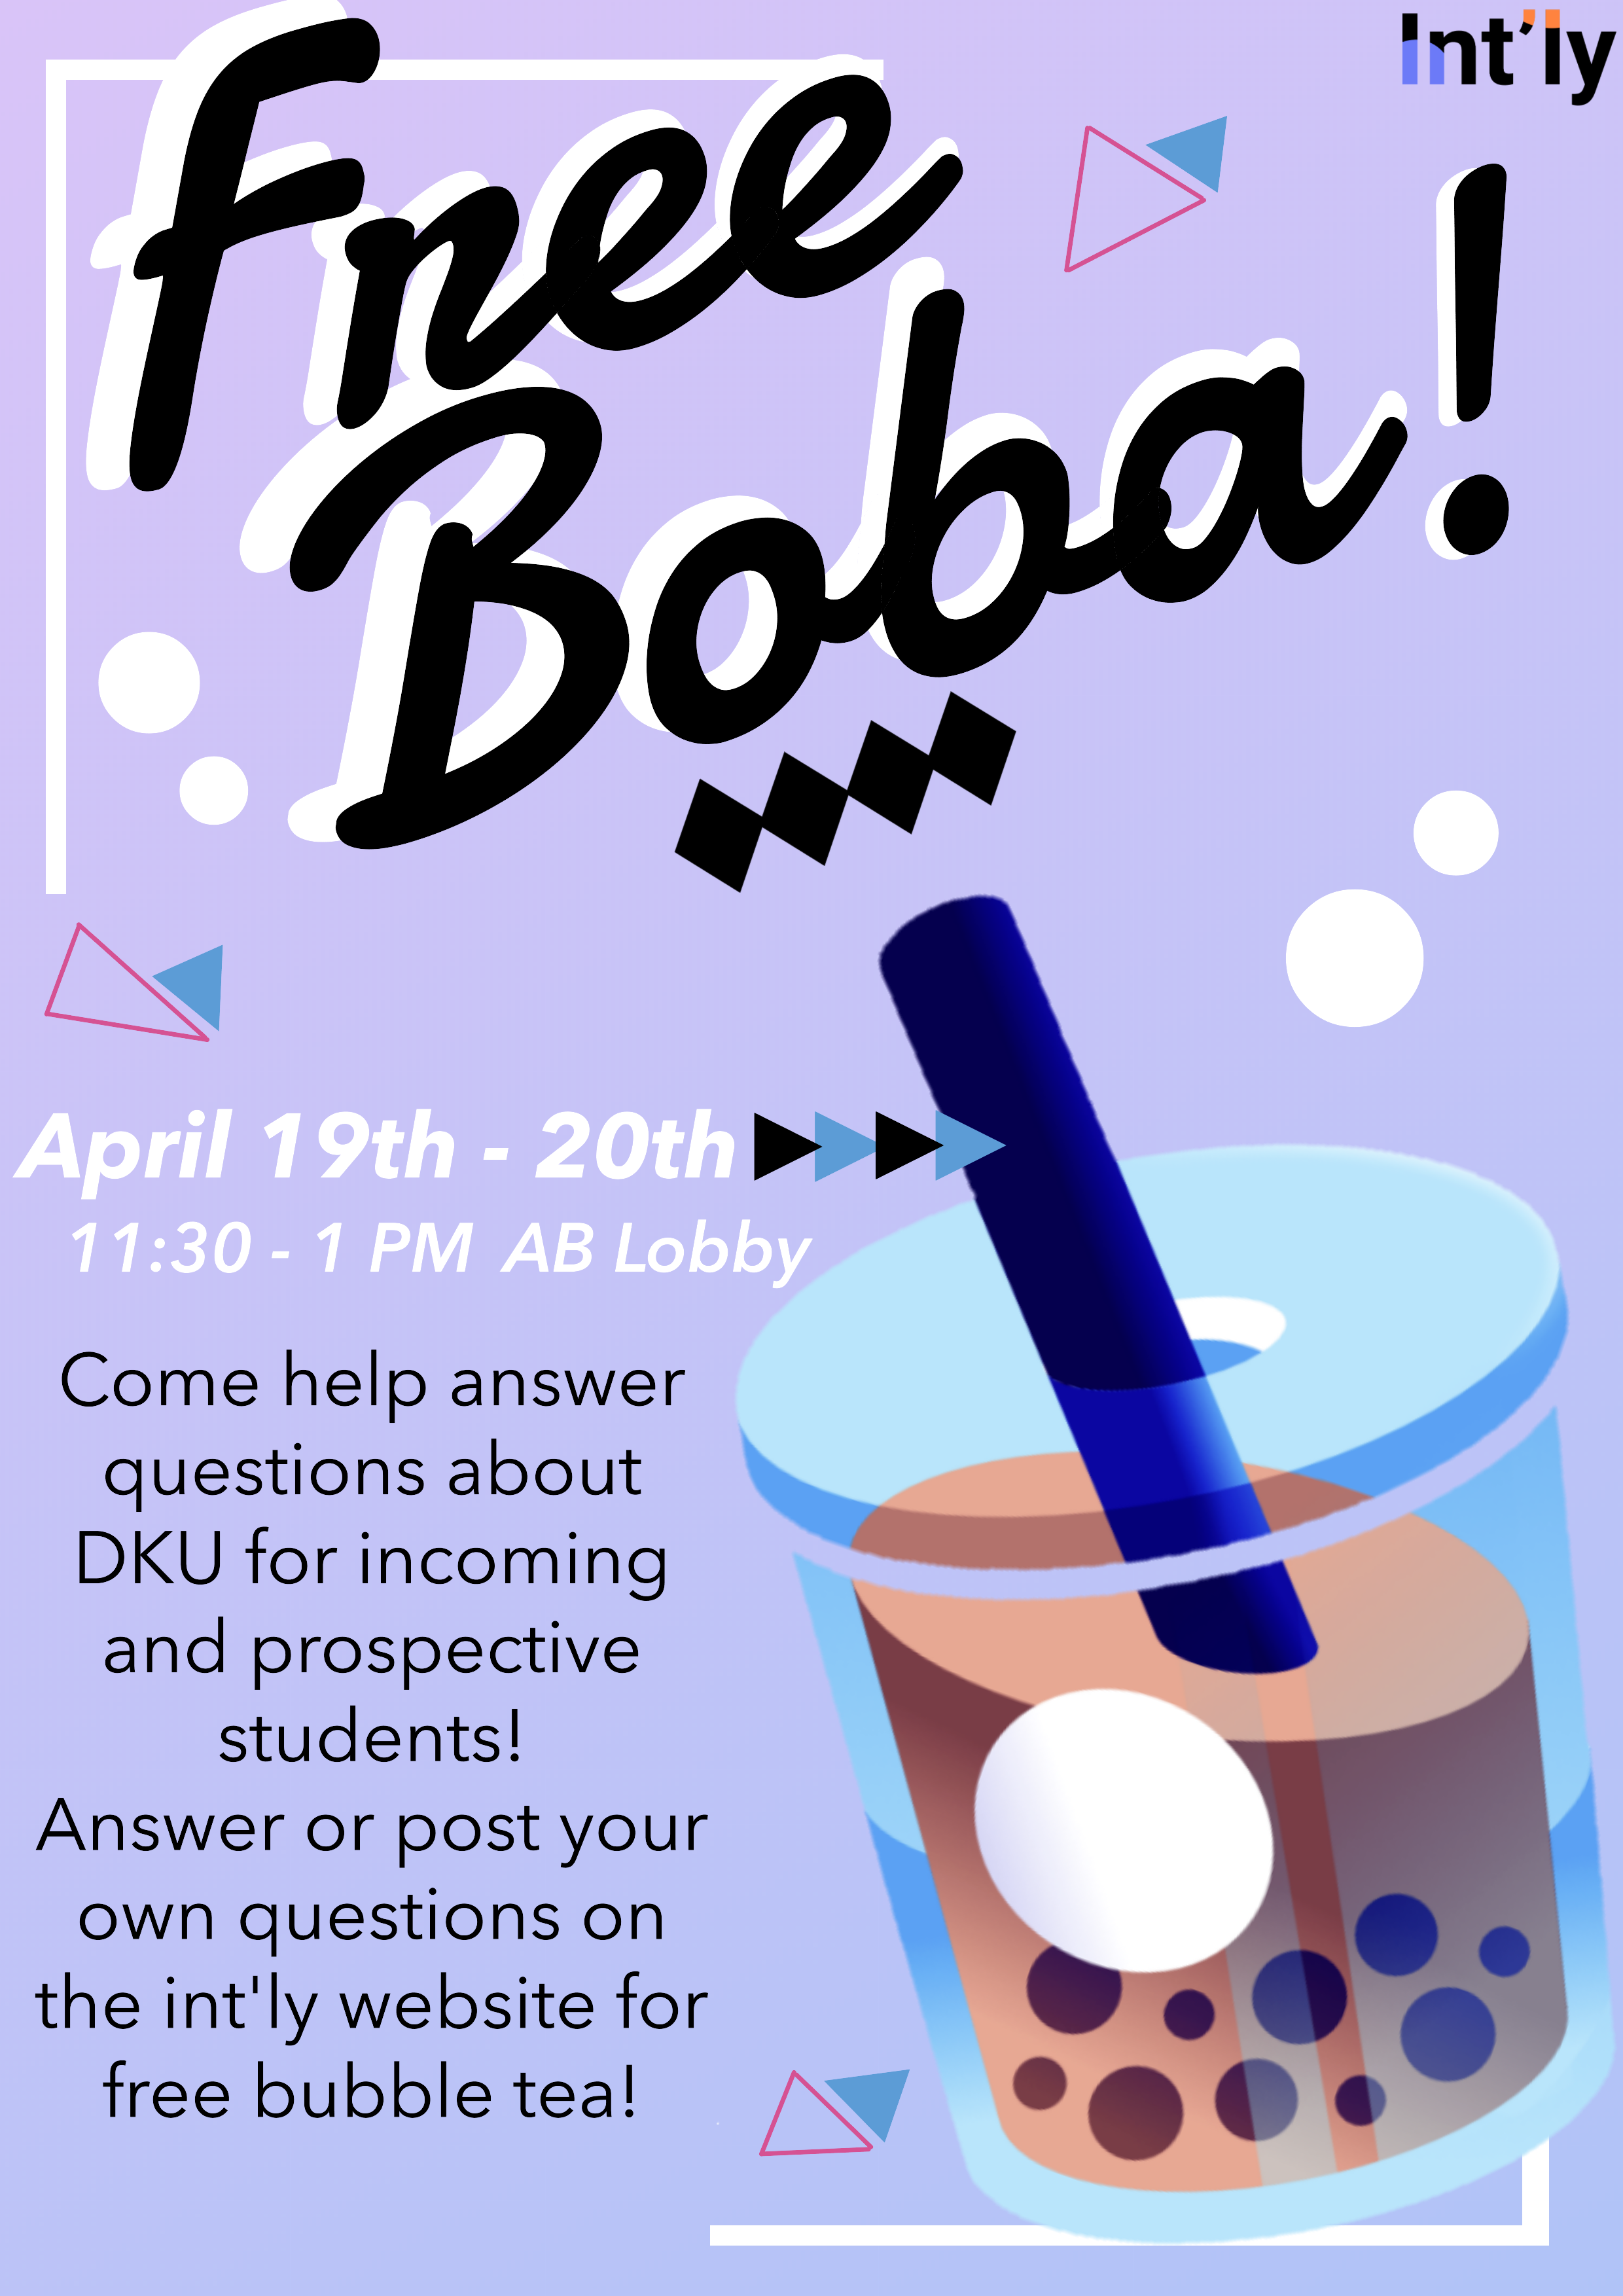 Int'ly
Free
Boba!
April 19th - 20th
11:30 - 1 PM AB Lobby
Come help answer
questions about
DKU for incoming
and prospective
students!
Answer or post your
own questions on
the int'ly website for
free bubble tea!